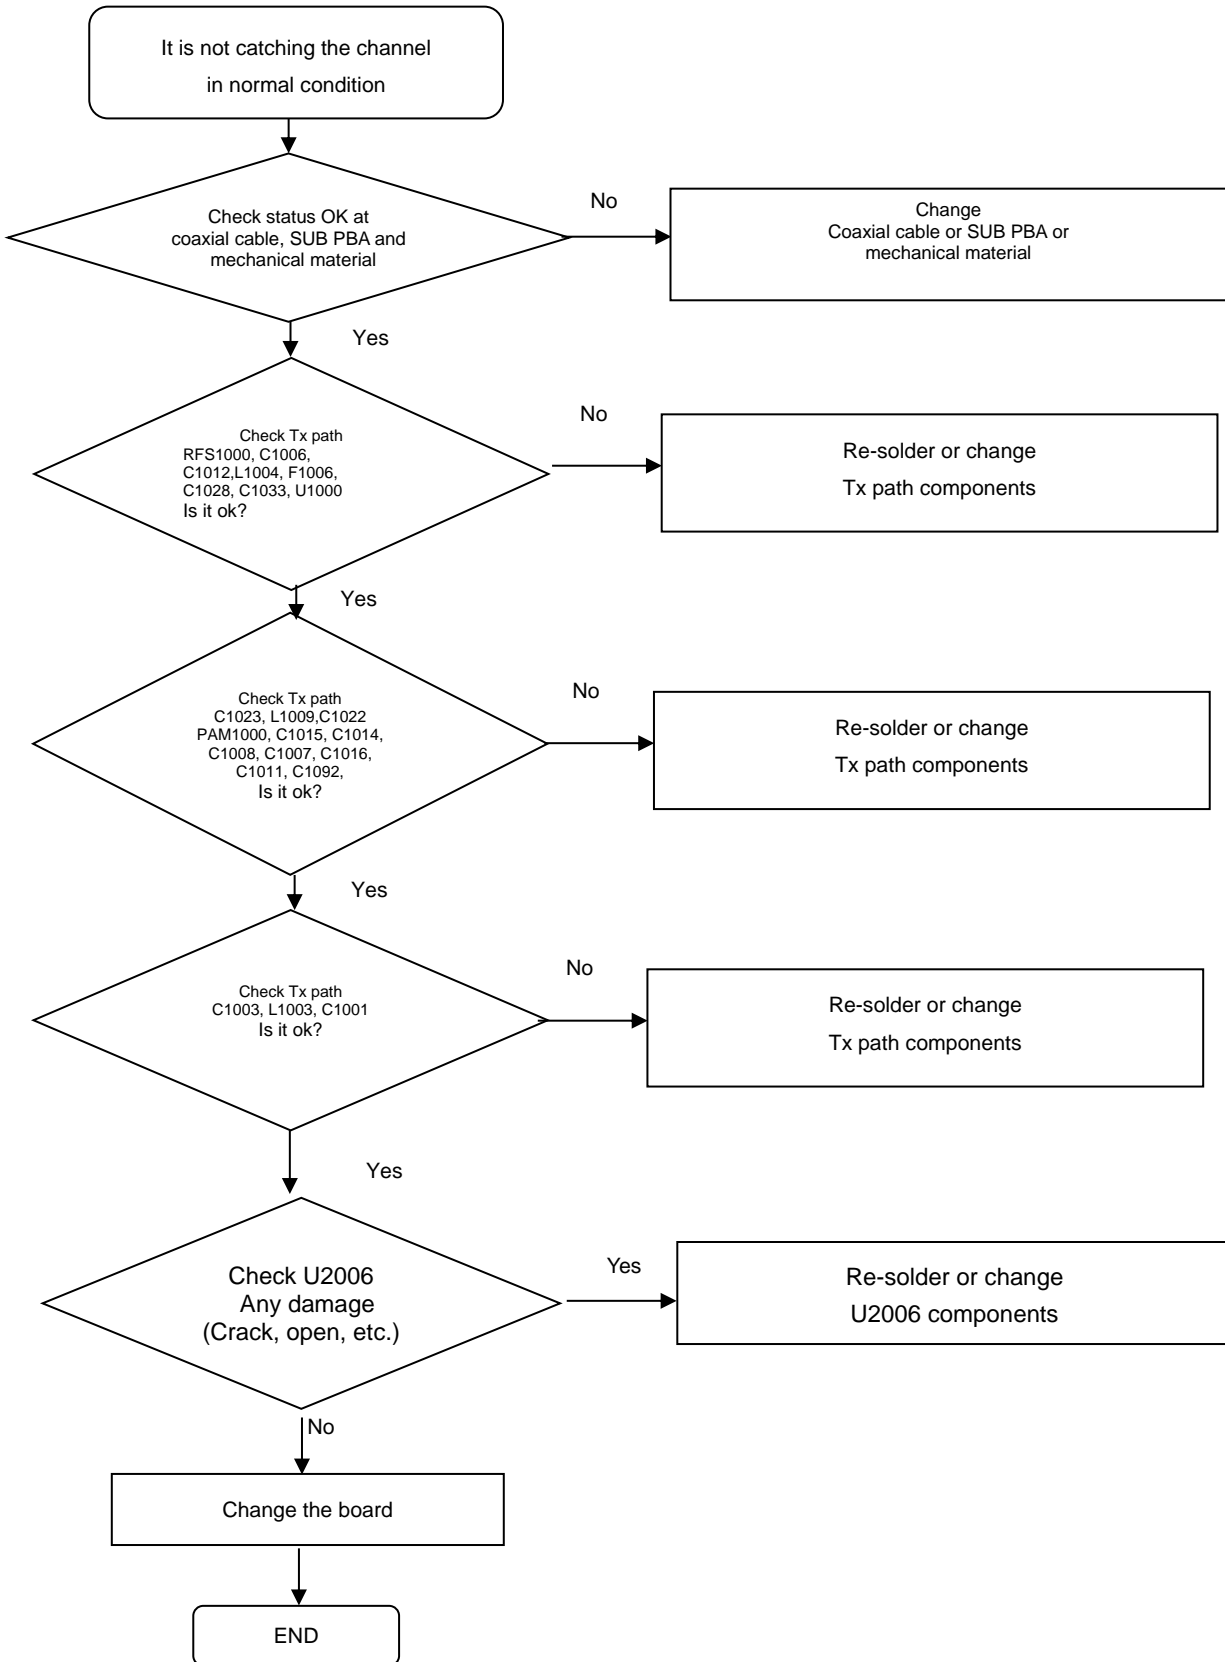 It is not catching the channel
in normal condition
Check status OK at
coaxial cable, SUB PBA and
mechanical material
No
Change
Coaxial cable or SUB PBA or
mechanical material
Yes
Check Tx path
RFS1000, C1006,
C1012,L1004, F1006,
C1028, C1033, U1000
Is it ok?
No
Re-solder or change
Tx path components
Yes
Check Tx path
C1023, L1009,C1022
PAM1000, C1015, C1014,
C1008, C1007, C1016,
C1011, C1092,
Is it ok?
No
Re-solder or change
Tx path components
Yes
Check Tx path
C1003, L1003, C1001
Is it ok?
No
Re-solder or change
Tx path components
Yes
Check U2006
Any damage
(Crack, open, etc.)
Yes
Re-solder or change
U2006 components
No
Change the board
END